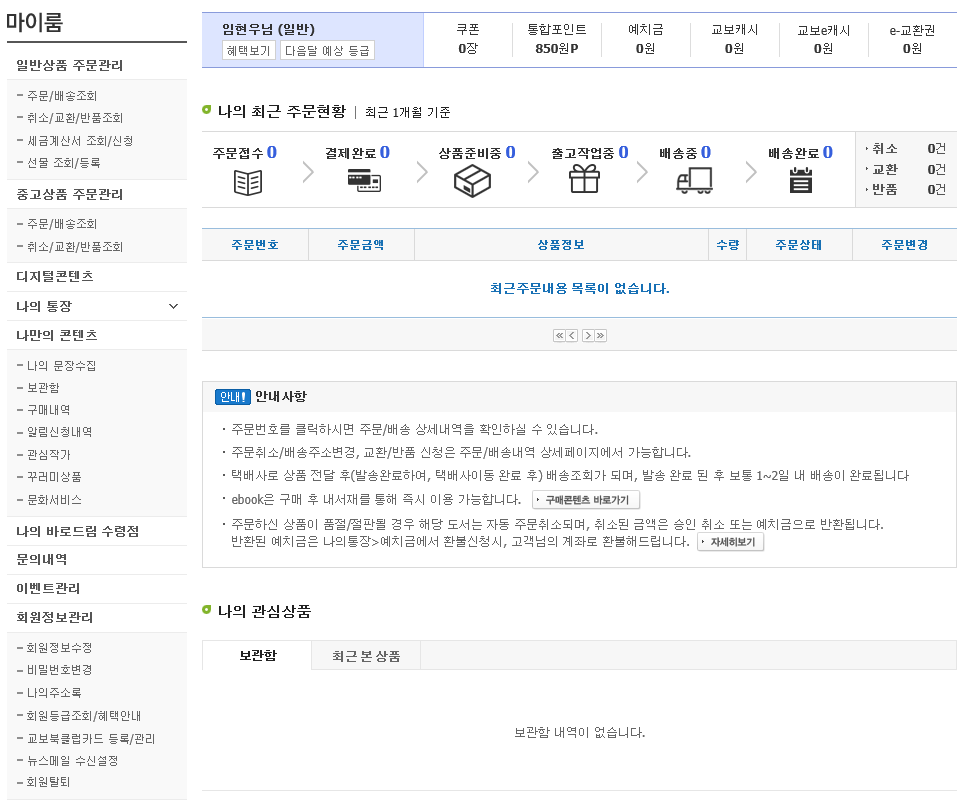 마이룸
일반상품 주문관리
- 주문/배송조회
- 취소/교환/반품조회
- 세금계산서 조회/신청
- 선물 조회/등록
중고상품 주문관리
- 주문/배송조회
- 취소/교환/반품조회
디지털콘텐츠
나의 통장
나만의 콘텐츠
- 나의 문장수집
- 보관함
- 구매내역
- 알림신청내역
- 관심작가
- 꾸러미상품
- 문화서비스
나의 바로드림 수령점
문의내역
이벤트관리
회원정보관리
- 회원정보수정
- 비밀번호변경
- 나의주소록
- 회원등급조회/혜택안내
- 교보북클럽카드 등록/관리
- 뉴스메일 수신설정
- 회원탈퇴
임현우님 (일반)
혜택보기 다음달 예상 등급
쿠폰 통합포인트 예치금 교보캐시 교보e캐시 e-교환권
0장 850원P 0원 0원 0원 0원
나의 최근 주문현황 | 최근 1개월 기준
주문접수 0 결제완료 0 상품준비중 0 출고작업중 0 배송중 0 배송완료 0
취소 0건
교환 0건
반품 0건
주문번호 주문금액 상품정보 수량 주문상태 주문변경
최근주문내용 목록이 없습니다.
안내! 안내사항
· 주문번호를 클릭하시면 주문/배송 상세내역을 확인하실 수 있습니다.
· 주문취소/배송주소변경, 교환/반품 신청은 주문/배송내역 상세페이지에서 가능합니다.
· 택배사로 상품 전달 후(발송완료하여, 택배사이동 완료 후) 배송조회가 되며, 발송 완료 된 후 보통 1~2일 내 배송이 완료됩니다
· ebook은 구매 후 내서재를 통해 즉시 이용 가능합니다. 구매콘텐츠 바로가기
· 주문하신 상품이 품절/절판될 경우 해당 도서는 자동 주문취소되며, 취소된 금액은 승인 취소 또는 예치금으로 반환됩니다.
반환된 예치금은 나의통장>예치금에서 환불신청시, 고객님의 계좌로 환불해드립니다. 자세히보기
나의 관심상품
보관함 최근 본 상품
보관함 내역이 없습니다.